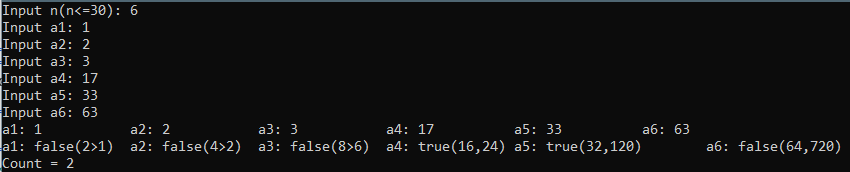 Input n(n<=30): 6
Input a1: 1
Input a2: 2
Input a3: 3
Input a4: 17
Input a5: 33
Input a6: 63
a1: 1 a2: 2 a3: 3 a4: 17 a5: 33 a6: 63
a1: false(2>1) a2: false(4>2) a3: false(8>6) a4: true(16,24) a5: true(32,120) a6: false(64,720)
Count = 2